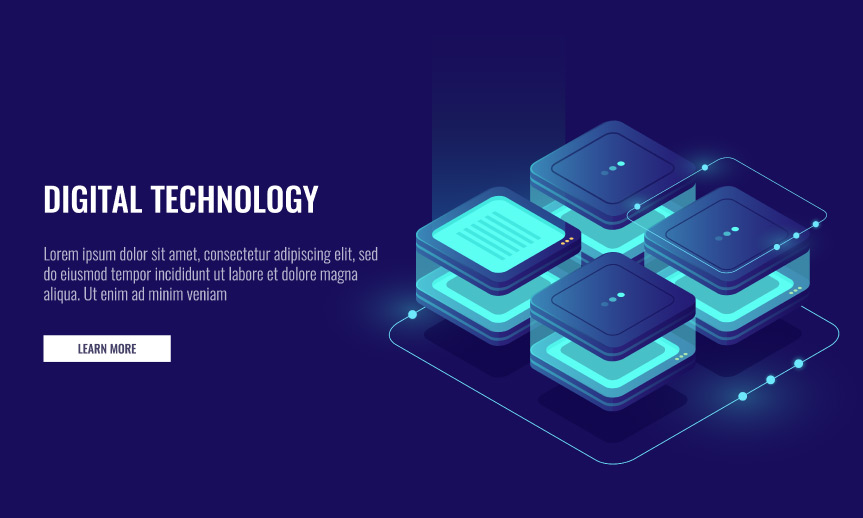 DIGITAL TECHNOLOGY
Lorem ipsum dolor sit amet, consectetur adipiscing elit, sed
do eiusmod tempor incididunt ut labore et dolore magna
aliqua. Ut enim ad minim veniam
LEARN MORE